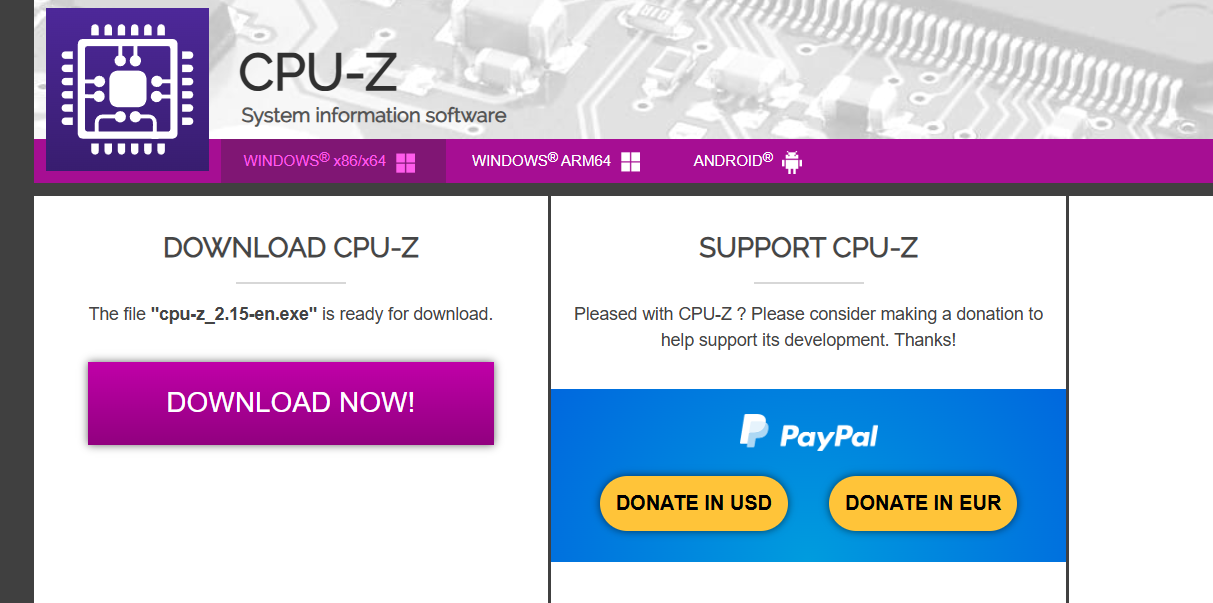 CPU-Z
System information software
WINDOWS® x86/x64
WINDOWS® ARM64
ANDROID®
DOWNLOAD CPU-Z
The file "cpu-z_2.15-en.exe" is ready for download.
DOWNLOAD NOW!
SUPPORT CPU-Z
Pleased with CPU-Z ? Please consider making a donation to
help support its development. Thanks!
PayPal
DONATE IN USD
DONATE IN EUR